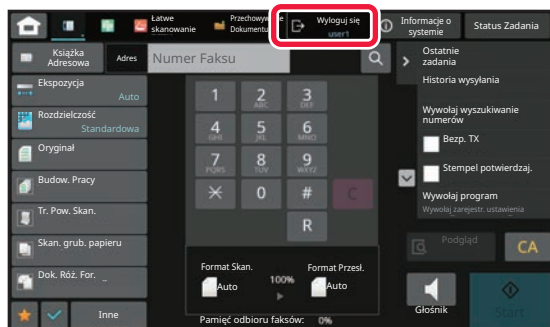 Łatwe
skanowanie
Przechowyw ie
Dokumentu
Wyloguj się
user1
Informacje o
systemie
Status Zadania
Książka
Adresowa
Adres
Numer Faksu
Ostatnie
zadania
Ekspozycja
Auto
Historia wysyłania
Rozdzielczość
Standardowa
Wywołaj wyszukiwanie
numerów
Oryginał
Bezp. TX
Budow. Pracy
Stempel potwierdzaj.
Tr. Pow. Skan.
Wywołaj program
Wywołaj zarejestr. ustawienia
Skan. grub. papieru
Dok. Róż. For.
Inne
1
2
ABC
3
DEF
4
GHI
5
JKL
6
MNO
7
PQRS
8
TUV
9
WXYZ
0
#
C
R
Format Skan.
Auto
100%
Format Przesł.
Auto
Pamięć odbioru faksów: 0%
Podgląd
CA
Głośnik
Start